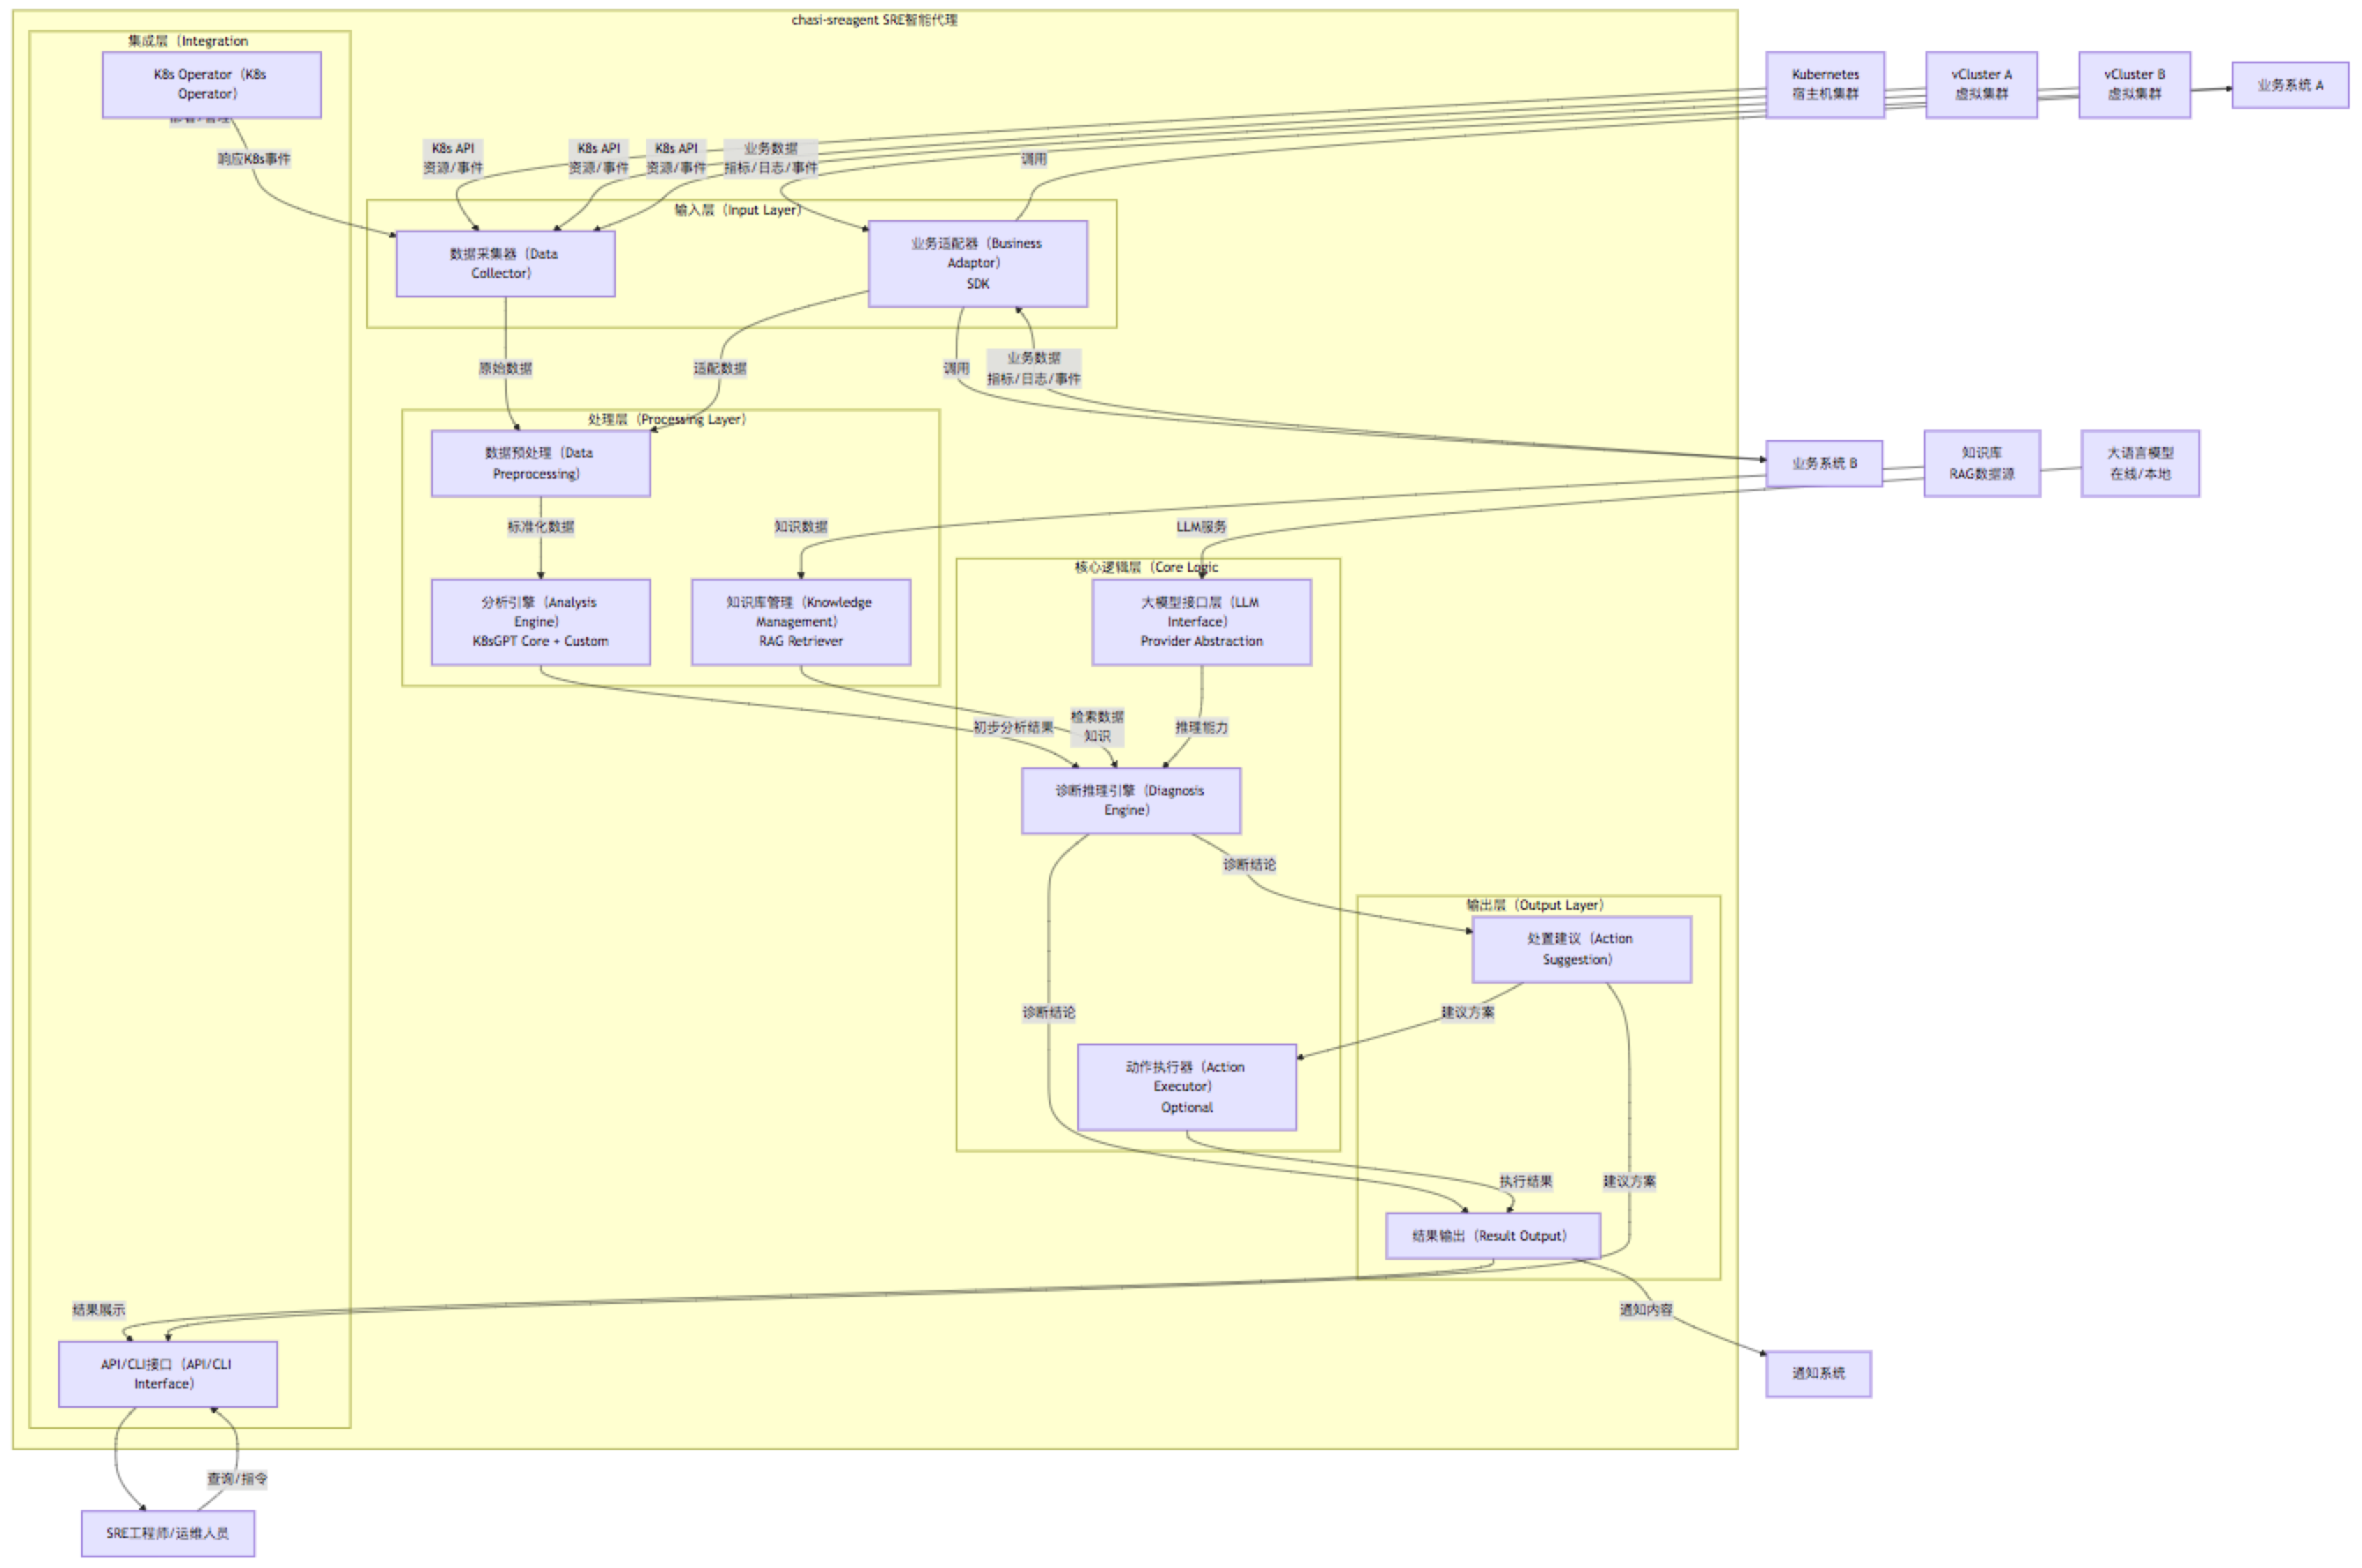 chasi-sreagent SRE智能代理
集成层（Integration
K8s Operator（K8s
Operator）
响应K8s事件
Kubernetes
宿主机集群
vCluster A
虚拟集群
vCluster B
虚拟集群
业务系统 A
K8s API
资源/事件
K8s API
资源/事件
K8s API
资源/事件
业务数据
指标/日志/事件
调用
输入层（Input Layer）
数据采集器（Data
Collector）
业务适配器（Business
Adaptor）
SDK
原始数据
适配数据
调用
业务数据
指标/日志/事件
处理层（Processing Layer）
数据预处理（Data
Preprocessing）
业务系统 B
知识库
RAG数据源
大语言模型
在线/本地
标准化数据
知识数据
LLM服务
分析引擎（Analysis
Engine）
K8sGPT Core + Custom
知识库管理（Knowledge
Management）
RAG Retriever
核心逻辑层（Core Logic
大模型接口层（LLM
Interface）
Provider Abstraction
初步分析结果
检索数据
知识
推理能力
诊断推理引擎（Diagnosis
Engine）
诊断结论
输出层（Output Layer）
处置建议（Action
Suggestion）
诊断结论
建议方案
动作执行器（Action
Executor）
Optional
执行结果
建议方案
结果输出（Result Output）
结果展示
通知内容
API/CLI接口（API/CLI
Interface）
通知系统
查询/指令
SRE工程师/运维人员